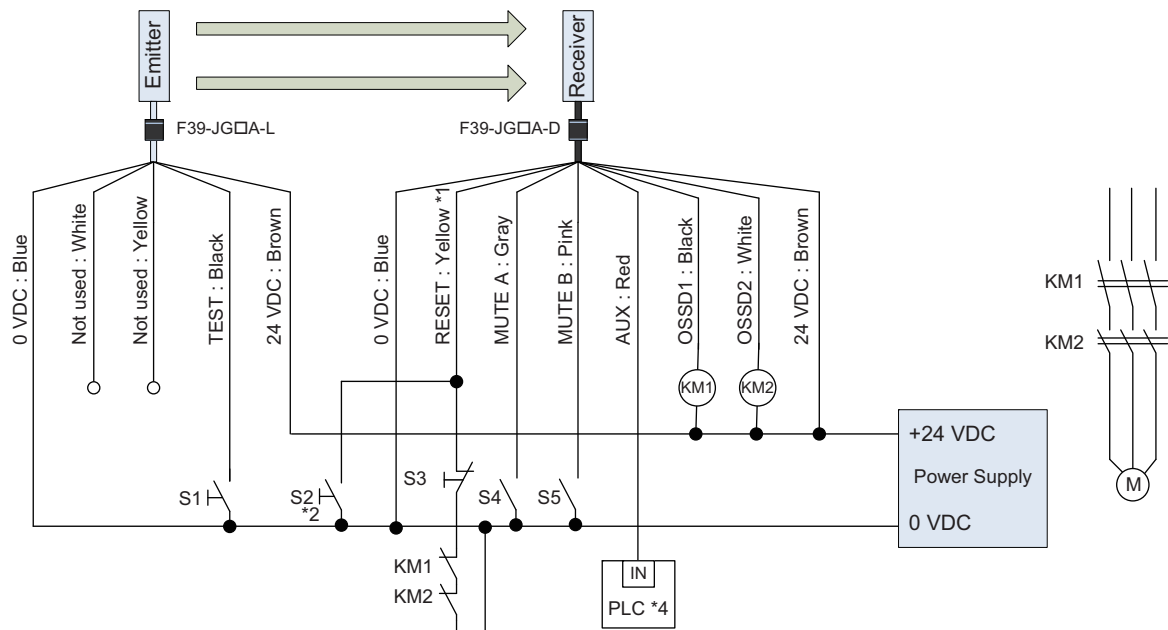 Emitter
Receiver
F39-JG□A-L
F39-JG□A-D
0 VDC : Blue
Not used : White
Not used : Yellow
TEST : Black
24 VDC : Brown
0 VDC : Blue
RESET : Yellow *1
MUTE A : Gray
MUTE B : Pink
AUX : Red
OSSD1 : Black
OSSD2 : White
24 VDC : Brown
KM1
KM2
KM1
KM2
+24 VDC
Power Supply
0 VDC
M
S1
S2
*2
S3
S4
S5
KM1
KM2
IN
PLC *4